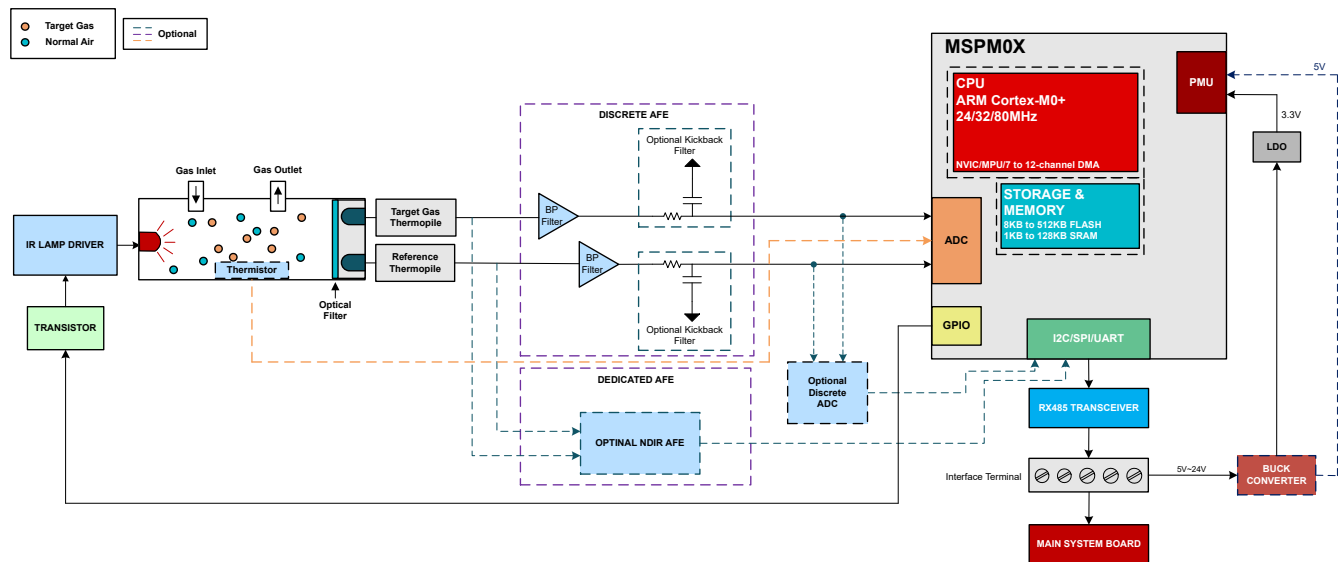 Target Gas
Normal Air
Optional
MSPM0X
CPU
ARM Cortex-M0+
24/32/80MHz
NVIC/MPU/7 to 12-channel DMA
STORAGE &
MEMORY
8KB to 512KB FLASH
1KB to 128KB SRAM
PMU
5V
3.3V
LDO
ADC
GPIO
I2C/SPI/UART
DISCRETE AFE
Optional Kickback
Filter
BP
Filter
BP
Filter
Optional Kickback
Filter
Gas Inlet
Gas Outlet
IR LAMP DRIVER
Thermistor
Target Gas
Thermopile
Reference
Thermopile
Optical
Filter
TRANSISTOR
DEDICATED AFE
OPTINAL NDIR AFE
Optional
Discrete
ADC
RX485 TRANSCEIVER
Interface Terminal
5V~24V
BUCK
CONVERTER
MAIN SYSTEM BOARD